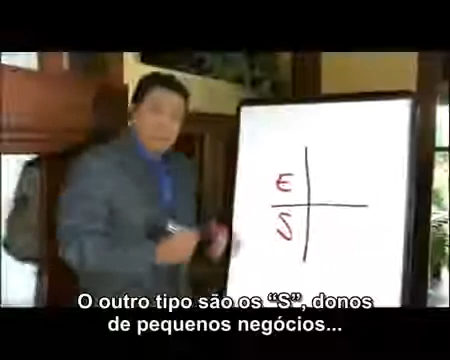 E
S
O outro tipo são os “S”, donos
de pequenos negócios...